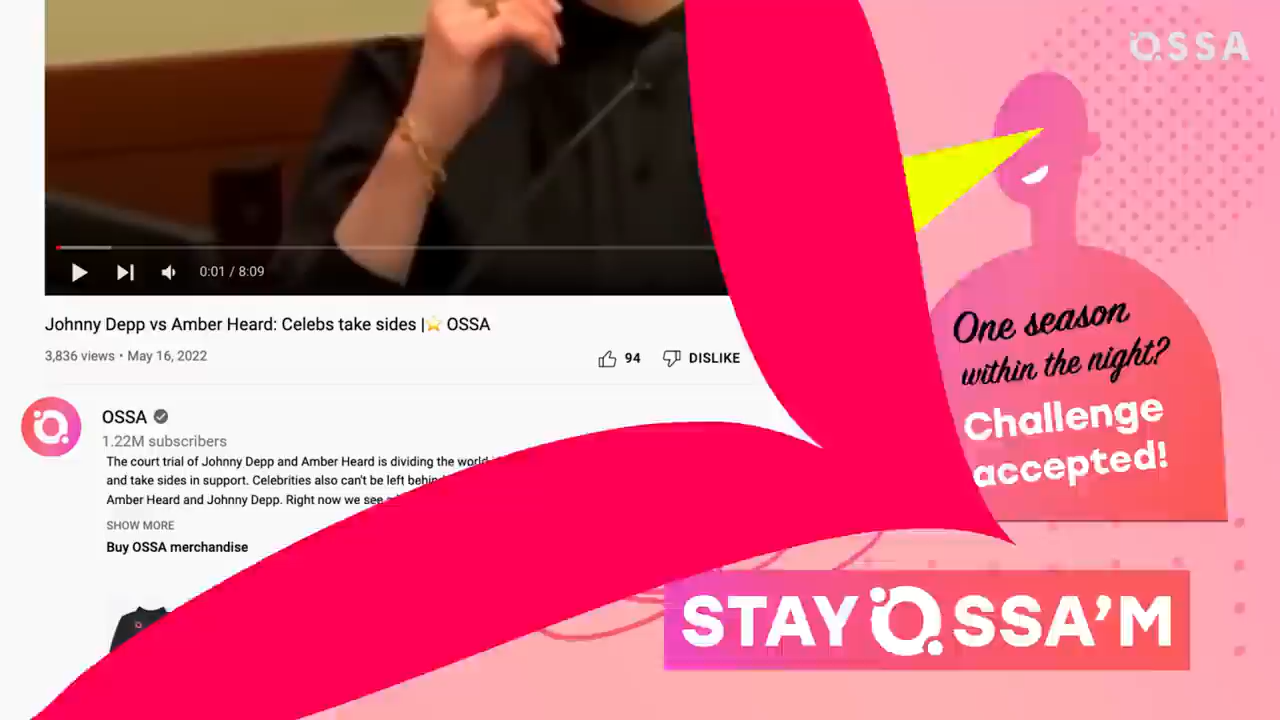 OSSA
0:01 / 8:09
Johnny Depp vs Amber Heard: Celebs take sides |⭐ OSSA
3,836 views • May 16, 2022
94
DISLIKE
OSSA
1.22M subscribers
The court trial of Johnny Depp and Amber Heard is dividing the world
and take sides in support. Celebrities also can't be left behin
Amber Heard and Johnny Depp. Right now we see
SHOW MORE
Buy OSSA merchandise
One season
within the night?
Challenge
accepted!
STAY OSSA'M